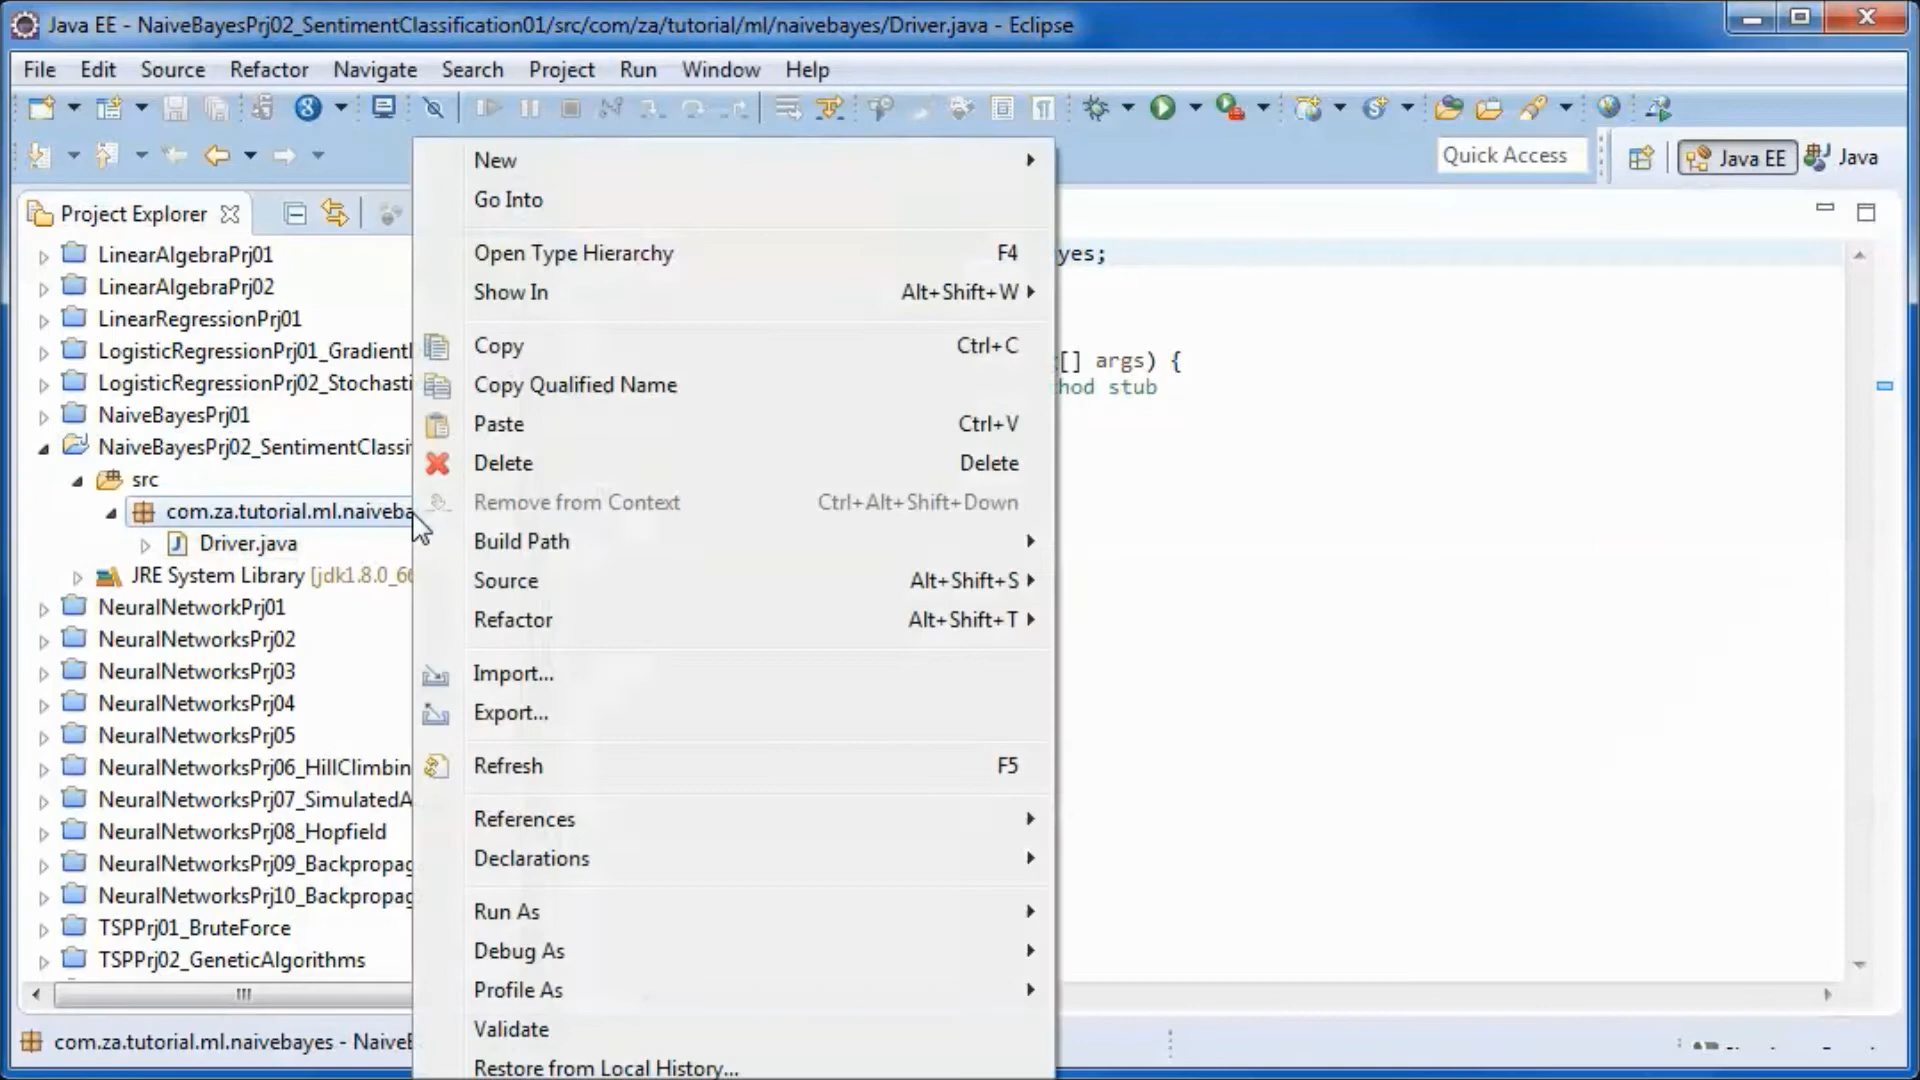 Java EE - NaiveBayesPrj02_SentimentClassification01/src/com/za/tutorial/ml/naivebayes/Driver.java - Eclipse
File Edit Source Refactor Navigate Search Project Run Window Help
Quick Access
Java EE
Java
Project Explorer
LinearAlgebraPrj01
LinearAlgebraPrj02
LinearRegressionPrj01
LogisticRegressionPrj01_Gradient
LogisticRegressionPrj02_Stochasti
NaiveBayesPrj01
NaiveBayesPrj02_SentimentClassi
src
com.za.tutorial.ml.naiveba
Driver.java
JRE System Library [jdk1.8.0_66
NeuralNetworkPrj01
NeuralNetworksPrj02
NeuralNetworksPrj03
NeuralNetworksPrj04
NeuralNetworksPrj05
NeuralNetworksPrj06_HillClimbin
NeuralNetworksPrj07_SimulatedA
NeuralNetworksPrj08_Hopfield
NeuralNetworksPrj09_Backpropag
NeuralNetworksPrj10_Backpropag
TSPPrj01_BruteForce
TSPPrj02_GeneticAlgorithms
New
Go Into
Open Type Hierarchy F4
Show In Alt+Shift+W
Copy Ctrl+C
Copy Qualified Name
Paste Ctrl+V
Delete Delete
Remove from Context Ctrl+Alt+Shift+Down
Build Path
Source Alt+Shift+S
Refactor Alt+Shift+T
Import...
Export...
Refresh F5
References
Declarations
Run As
Debug As
Profile As
Validate
Restore from Local History...
yes;
[] args) {
hod stub
com.za.tutorial.ml.naivebayes - NaiveB